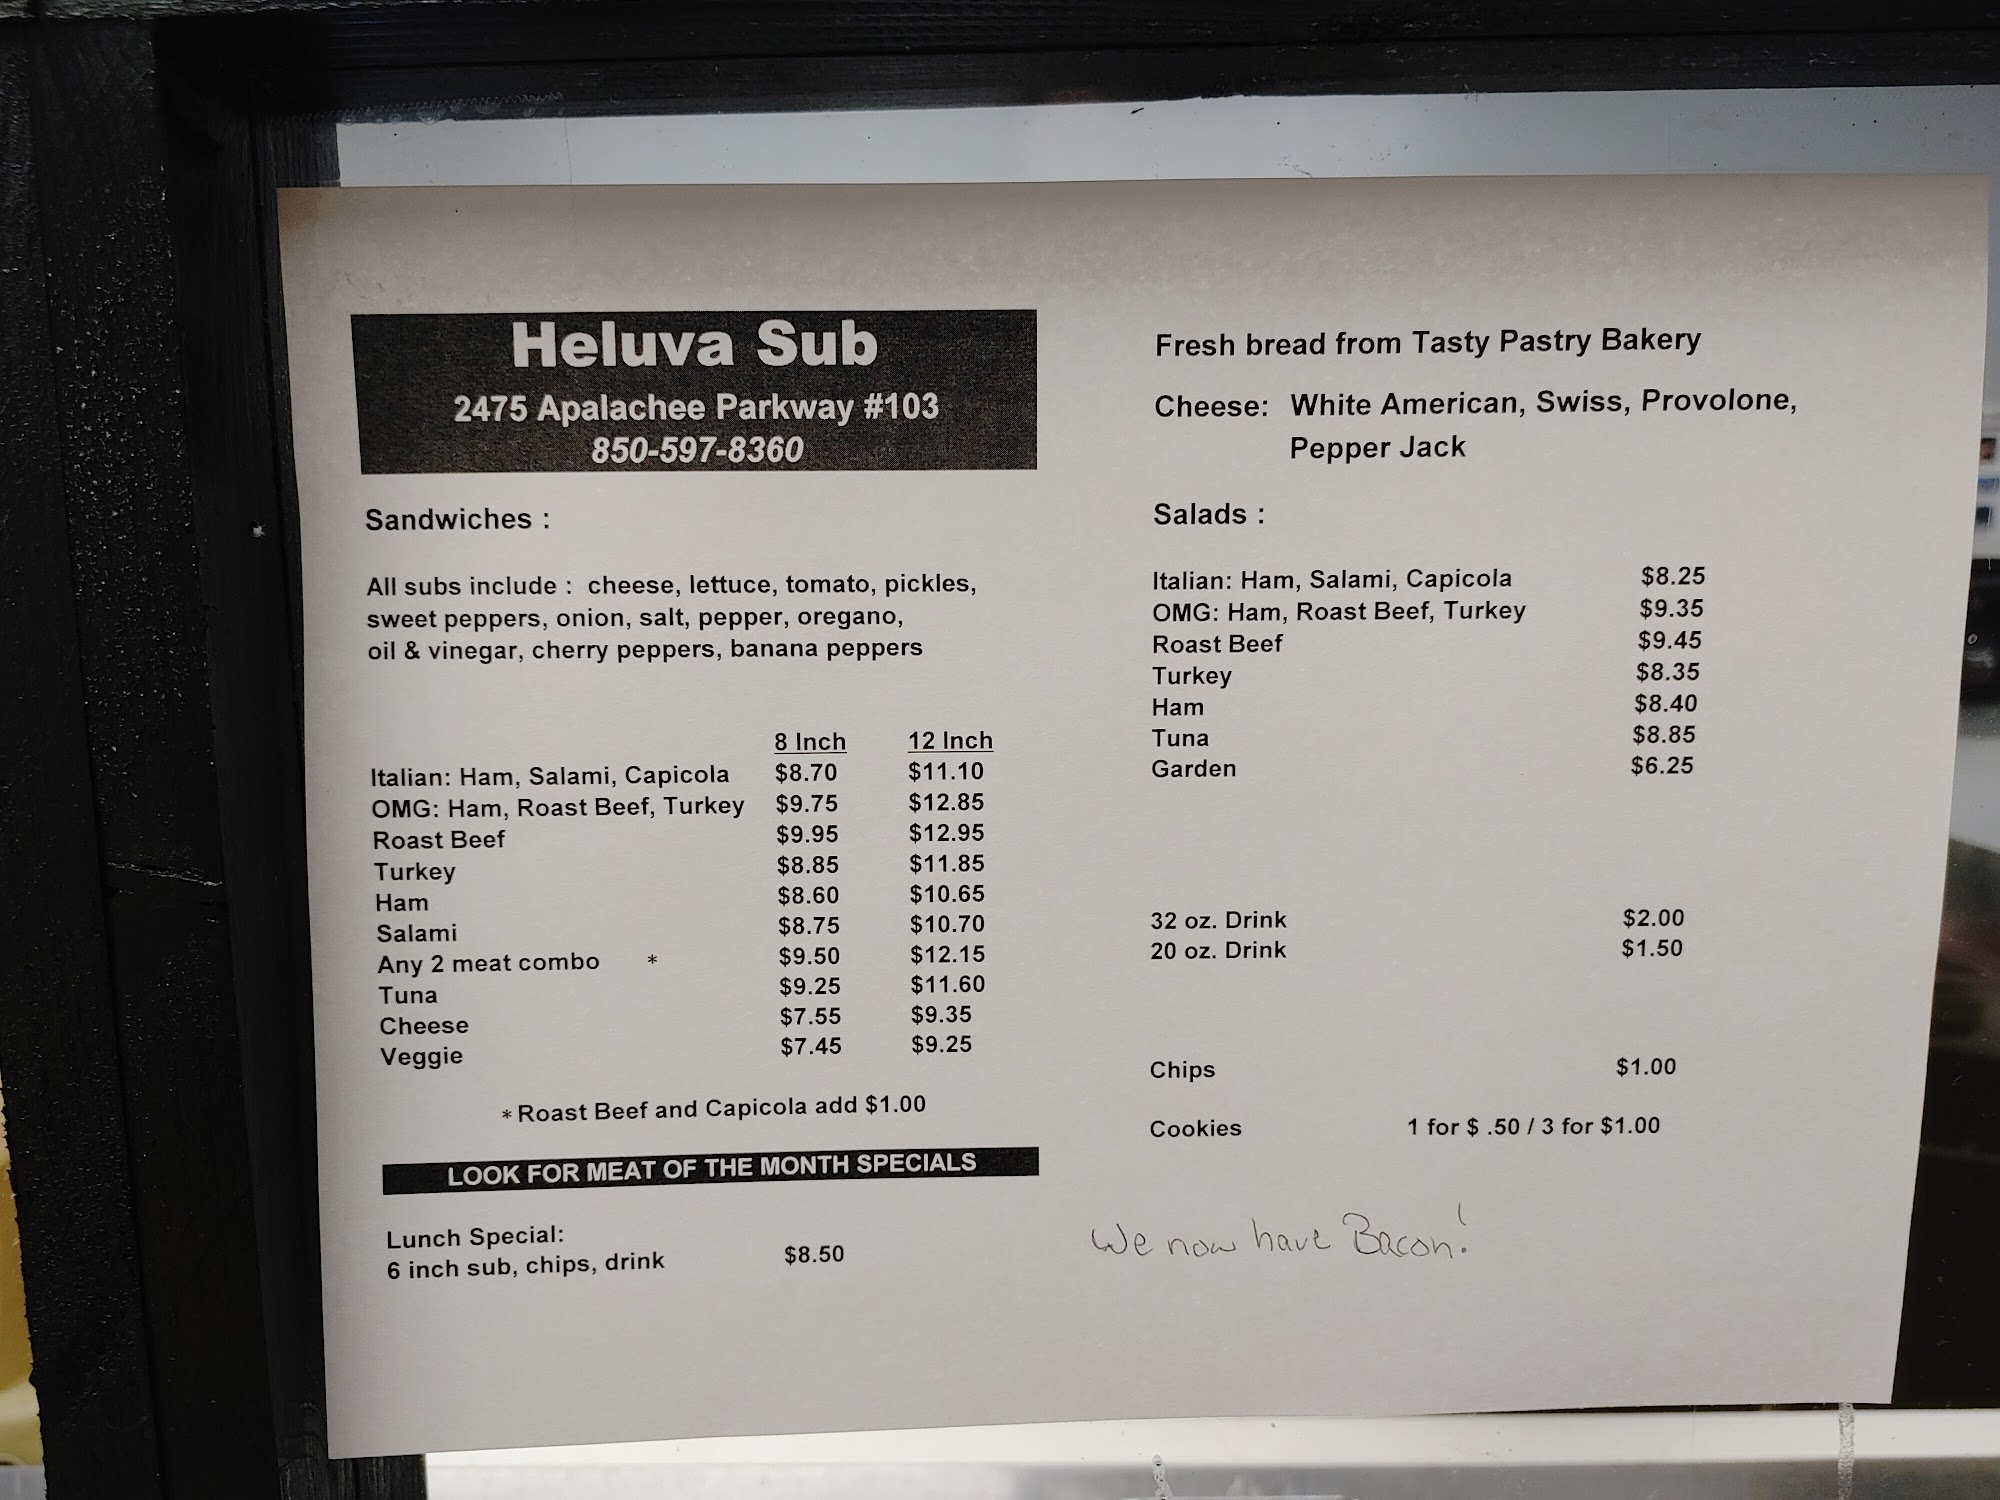 Heluva Sub
2475 Apalachee Parkway #103
850-597-8360
Sandwiches :
All subs include : cheese, lettuce, tomato, pickles,
sweet peppers, onion, salt, pepper, oregano,
oil & vinegar, cherry peppers, banana peppers
8 Inch 12 Inch
Italian: Ham, Salami, Capicola $8.70 $11.10
OMG: Ham, Roast Beef, Turkey $9.75 $12.85
Roast Beef $9.95 $12.95
Turkey $8.85 $11.85
Ham $8.60 $10.65
Salami $8.75 $10.70
Any 2 meat combo * $9.50 $12.15
Tuna $9.25 $11.60
Cheese $7.55 $9.35
Veggie $7.45 $9.25
* Roast Beef and Capicola add $1.00
LOOK FOR MEAT OF THE MONTH SPECIALS
Lunch Special:
6 inch sub, chips, drink $8.50
Fresh bread from Tasty Pastry Bakery
Cheese: White American, Swiss, Provolone,
Pepper Jack
Salads :
Italian: Ham, Salami, Capicola $8.25
OMG: Ham, Roast Beef, Turkey $9.35
Roast Beef $9.45
Turkey $8.35
Ham $8.40
Tuna $8.85
Garden $6.25
32 oz. Drink $2.00
20 oz. Drink $1.50
Chips $1.00
Cookies 1 for $ .50 / 3 for $1.00
We now have Bacon!